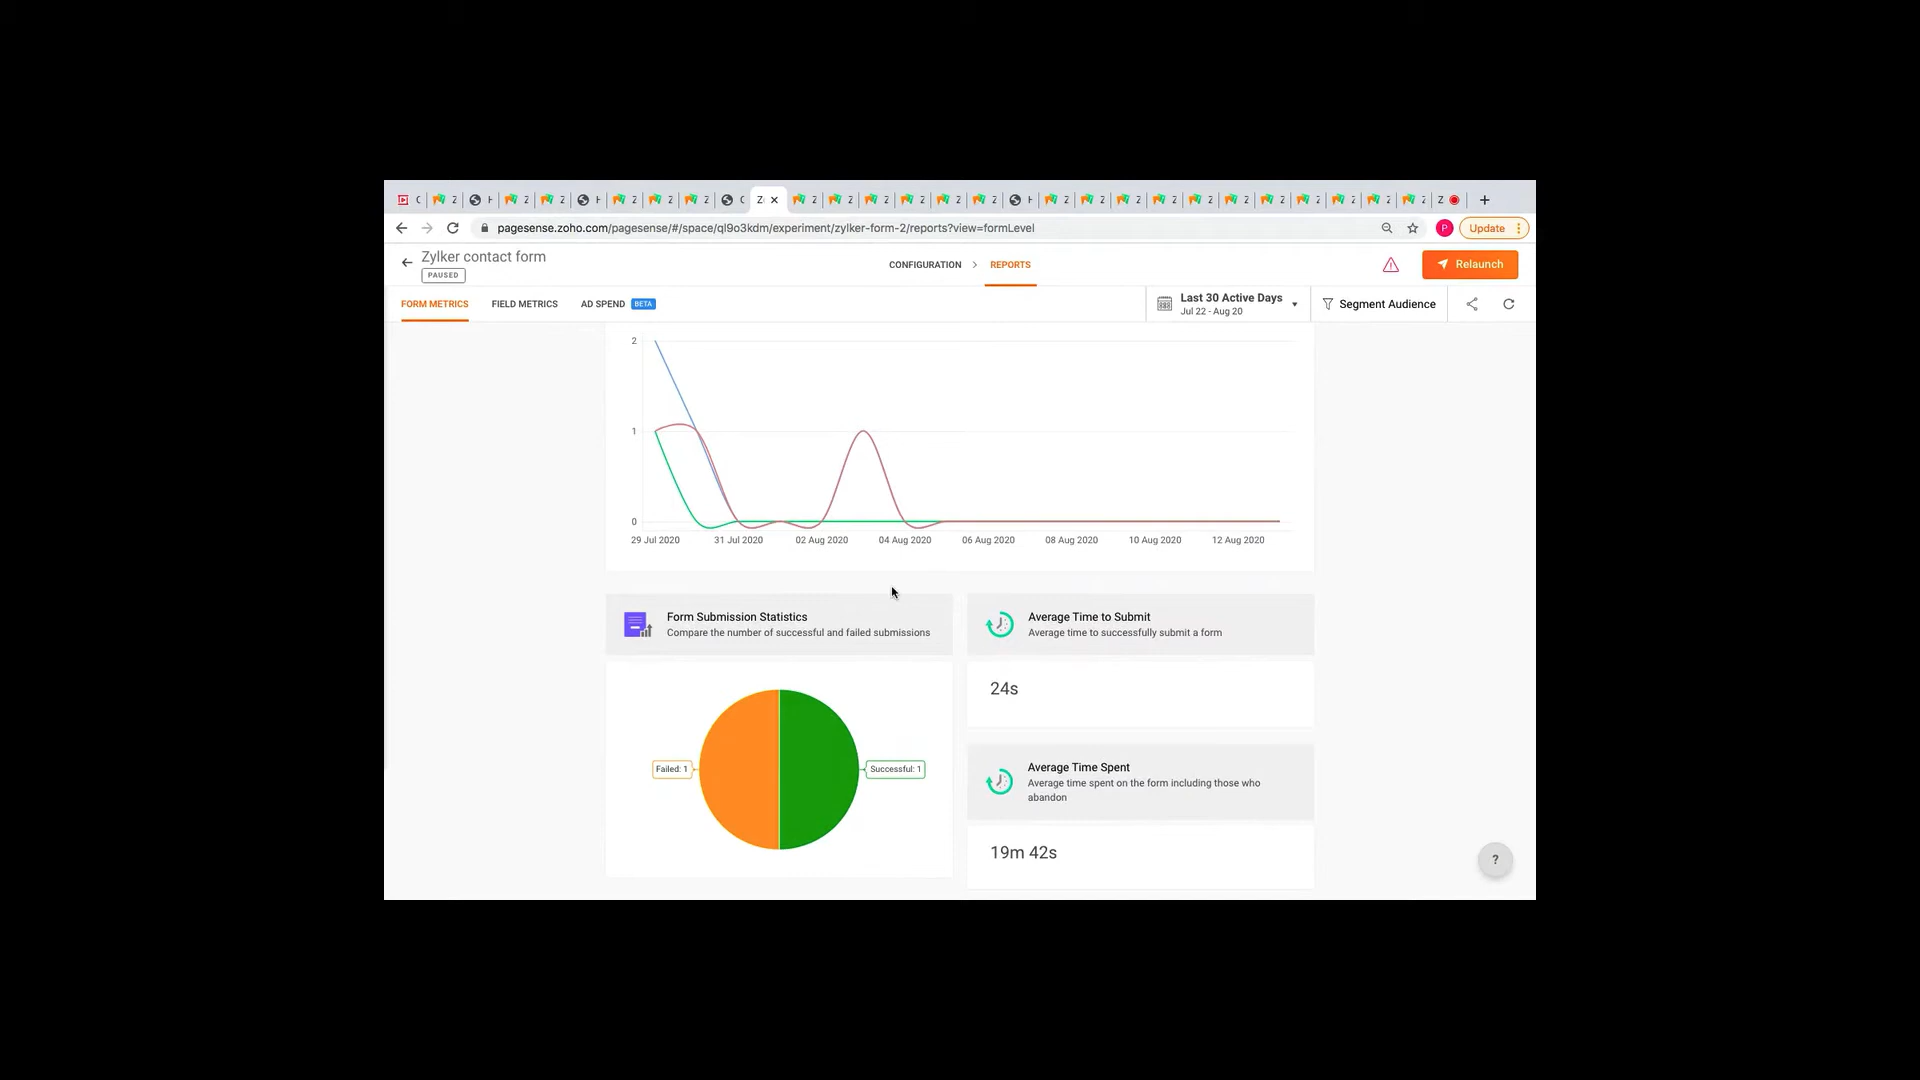 pagesense.zoho.com/pagesense/#/space/ql9o3kdm/experiment/zylker-form-2/reports?view=formLevel
P
Update
Zylker contact form
PAUSED
CONFIGURATION
REPORTS
Relaunch
FORM METRICS
FIELD METRICS
AD SPEND BETA
Last 30 Active Days
Jul 22 - Aug 20
Segment Audience
2
1
0
29 Jul 2020
31 Jul 2020
02 Aug 2020
04 Aug 2020
06 Aug 2020
08 Aug 2020
10 Aug 2020
12 Aug 2020
Form Submission Statistics
Compare the number of successful and failed submissions
Failed: 1
Successful: 1
Average Time to Submit
Average time to successfully submit a form
24s
Average Time Spent
Average time spent on the form including those who
abandon
19m 42s
?